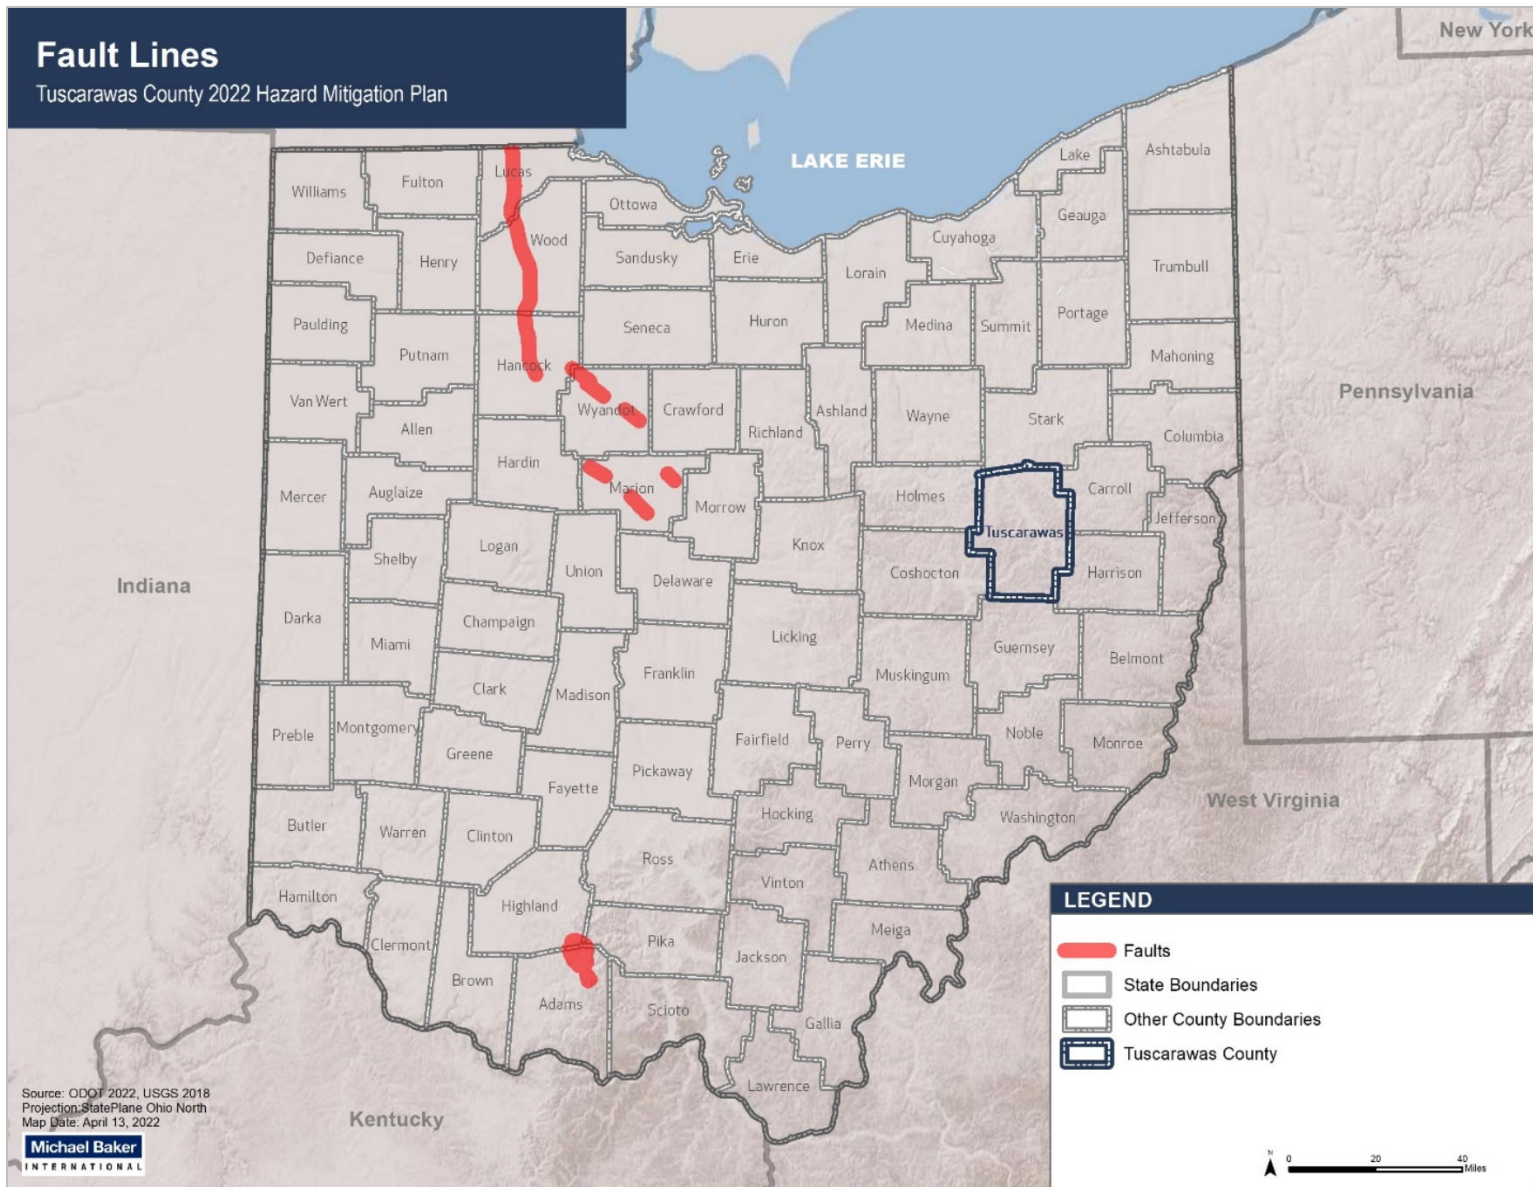 Fault Lines
Tuscarawas County 2022 Hazard Mitigation Plan
New York
LAKE ERIE
Lake
Ashtabula
Williams
Fulton
Lucas
Ottowa
Geauga
Wood
Cuyahoga
Defiance
Henry
Sandusky
Erie
Lorain
Trumbull
Paulding
Seneca
Huron
Medina
Summit
Portage
Putnam
Hancock
Mahoning
Pennsylvania
Van Wert
Allen
Wyandot
Crawford
Richland
Ashland
Wayne
Stark
Columbia
Hardin
Mercer
Auglaize
Marion
Morrow
Holmes
Carroll
Jefferson
Tuscarawas
Indiana
Shelby
Logan
Union
Delaware
Knox
Coshocton
Harrison
Darka
Miami
Champaign
Licking
Guernsey
Belmont
Clark
Madison
Franklin
Muskingum
Preble
Montgomery
Greene
Fairfield
Perry
Noble
Monroe
Pickaway
Fayette
Morgan
West Virginia
Butler
Warren
Clinton
Hocking
Washington
Ross
Vinton
Athens
Hamilton
Highland
Clermont
Pika
Jackson
Meiga
Brown
Adams
Scioto
Gallia
Lawrence
Kentucky
LEGEND
Faults
State Boundaries
Other County Boundaries
Tuscarawas County
Source: ODOT 2022, USGS 2018
Projection:StatePlane Ohio North
Map Date: April 13, 2022
Michael Baker
INTERNATIONAL
N
0 20 40
Miles